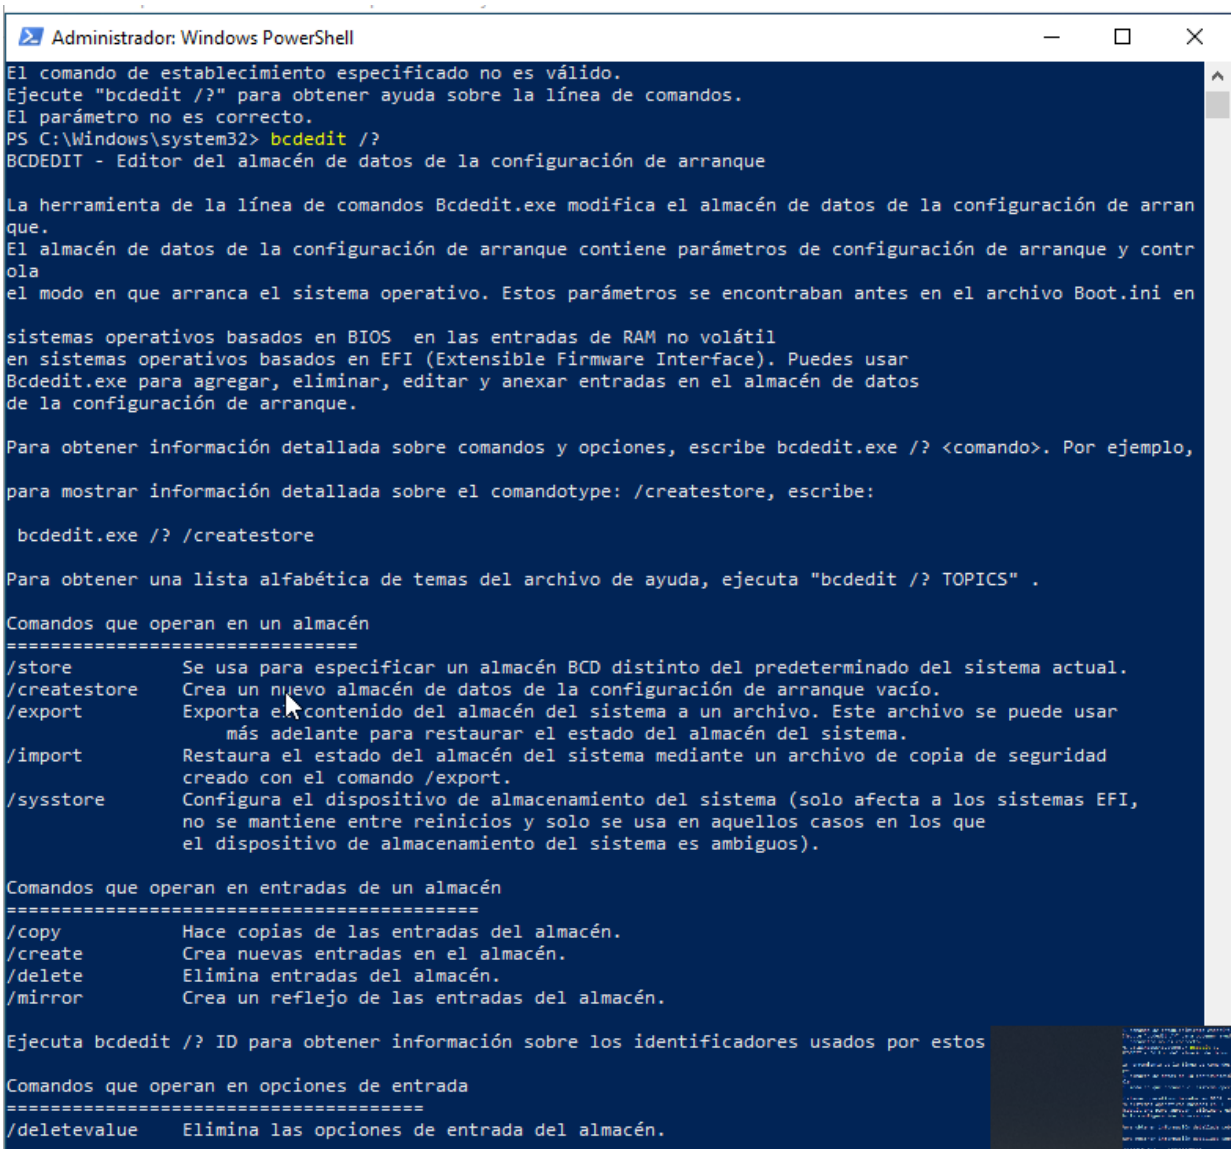 Administrador: Windows PowerShell
El comando de establecimiento especificado no es válido.
Ejecute "bcdedit /?" para obtener ayuda sobre la línea de comandos.
El parámetro no es correcto.
PS C:\Windows\system32> bcdedit /?
BCDEDIT - Editor del almacén de datos de la configuración de arranque
La herramienta de la línea de comandos Bcdedit.exe modifica el almacén de datos de la configuración de arran
que.
El almacén de datos de la configuración de arranque contiene parámetros de configuración de arranque y contr
ola
el modo en que arranca el sistema operativo. Estos parámetros se encontraban antes en el archivo Boot.ini en
sistemas operativos basados en BIOS  en las entradas de RAM no volátil
en sistemas operativos basados en EFI (Extensible Firmware Interface). Puedes usar
Bcdedit.exe para agregar, eliminar, editar y anexar entradas en el almacén de datos
de la configuración de arranque.
Para obtener información detallada sobre comandos y opciones, escribe bcdedit.exe /? <comando>. Por ejemplo,
para mostrar información detallada sobre el comandotype: /createstore, escribe:
bcdedit.exe /? /createstore
Para obtener una lista alfabética de temas del archivo de ayuda, ejecuta "bcdedit /? TOPICS" .
Comandos que operan en un almacén
================================
/store          Se usa para especificar un almacén BCD distinto del predeterminado del sistema actual.
/createstore    Crea un nuevo almacén de datos de la configuración de arranque vacío.
/export         Exporta el contenido del almacén del sistema a un archivo. Este archivo se puede usar
más adelante para restaurar el estado del almacén del sistema.
/import         Restaura el estado del almacén del sistema mediante un archivo de copia de seguridad
creado con el comando /export.
/sysstore       Configura el dispositivo de almacenamiento del sistema (solo afecta a los sistemas EFI,
no se mantiene entre reinicios y solo se usa en aquellos casos en los que
el dispositivo de almacenamiento del sistema es ambiguos).
Comandos que operan en entradas de un almacén
===========================================
/copy           Hace copias de las entradas del almacén.
/create         Crea nuevas entradas en el almacén.
/delete         Elimina entradas del almacén.
/mirror         Crea un reflejo de las entradas del almacén.
Ejecuta bcdedit /? ID para obtener información sobre los identificadores usados por estos
Comandos que operan en opciones de entrada
======================================
/deletevalue    Elimina las opciones de entrada del almacén.